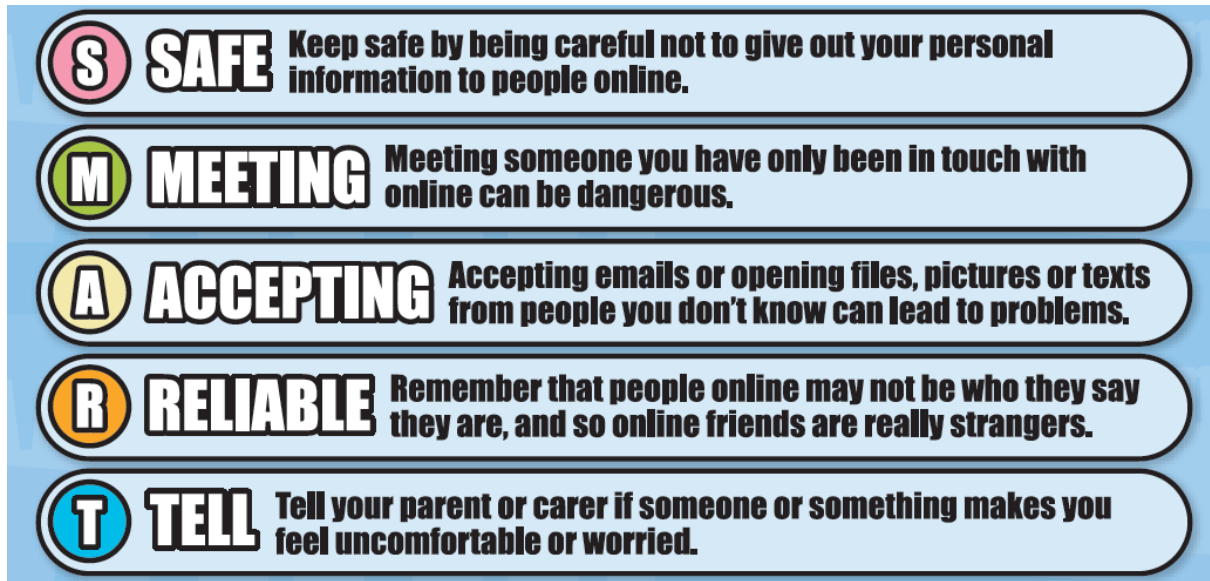 S SAFE Keep safe by being careful not to give out your personal
information to people online.
M MEETING Meeting someone you have only been in touch with
online can be dangerous.
A ACCEPTING Accepting emails or opening files, pictures or texts
from people you don't know can lead to problems.
R RELIABLE Remember that people online may not be who they say
they are, and so online friends are really strangers.
T TELL Tell your parent or carer if someone or something makes you
feel uncomfortable or worried.